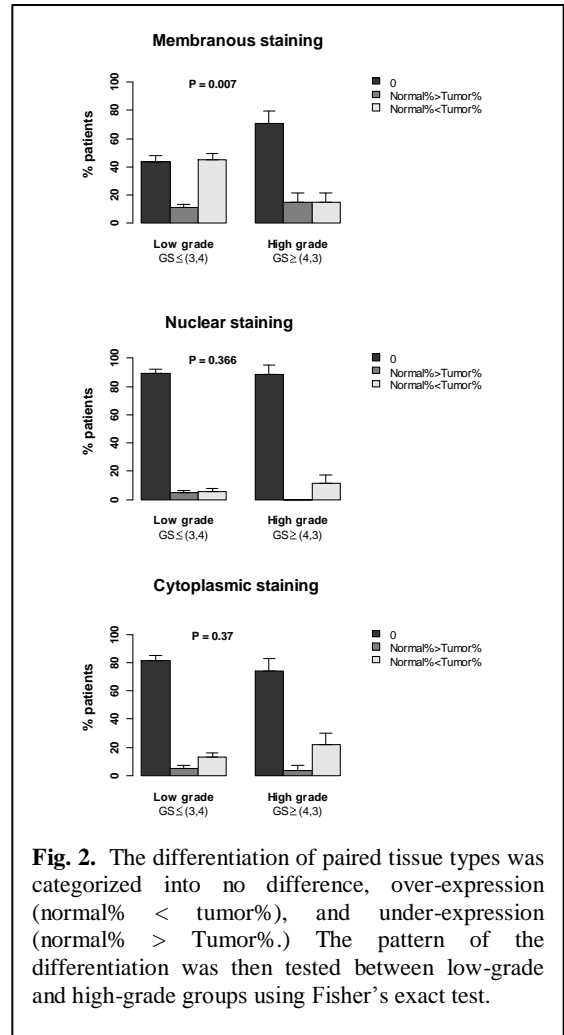 Membranous staining
P = 0.007
0
Normal%>Tumor%
Normal%<Tumor%
% patients
100
80
60
40
20
0
Low grade
GS≤(3,4)
High grade
GS≥(4,3)
Nuclear staining
P = 0.366
0
Normal%>Tumor%
Normal%<Tumor%
% patients
100
80
60
40
20
0
Low grade
GS≤(3,4)
High grade
GS≥(4,3)
Cytoplasmic staining
P = 0.37
0
Normal%>Tumor%
Normal%<Tumor%
% patients
100
80
60
40
20
0
Low grade
GS≤(3,4)
High grade
GS≥(4,3)
Fig. 2. The differentiation of paired tissue types was
categorized into no difference, over-expression
(normal% < tumor%), and under-expression
(normal% > Tumor%.) The pattern of the
differentiation was then tested between low-grade
and high-grade groups using Fisher's exact test.